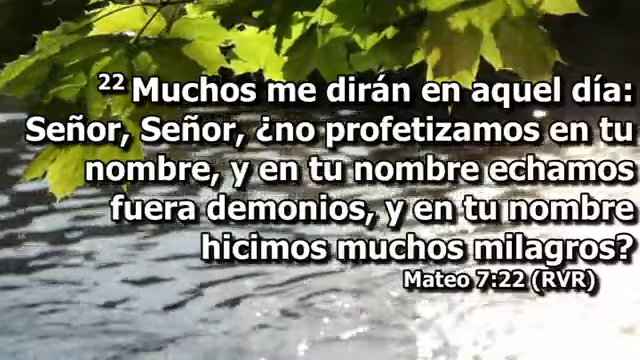 22 Muchos me dirán en aquel día:
Señor, Señor, ¿no profetizamos en tu
nombre, y en tu nombre echamos
fuera demonios, y en tu nombre
hicimos muchos milagros?
Mateo 7:22 (RVR)